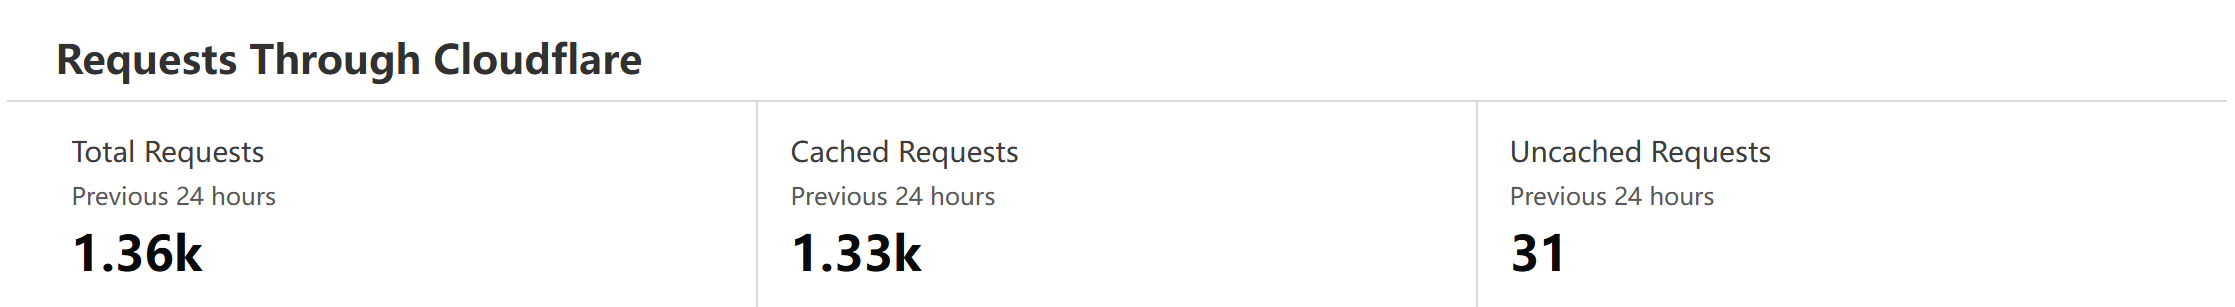 Requests Through Cloudflare
Total Requests
Previous 24 hours
1.36k
Cached Requests
Previous 24 hours
1.33k
Uncached Requests
Previous 24 hours
31